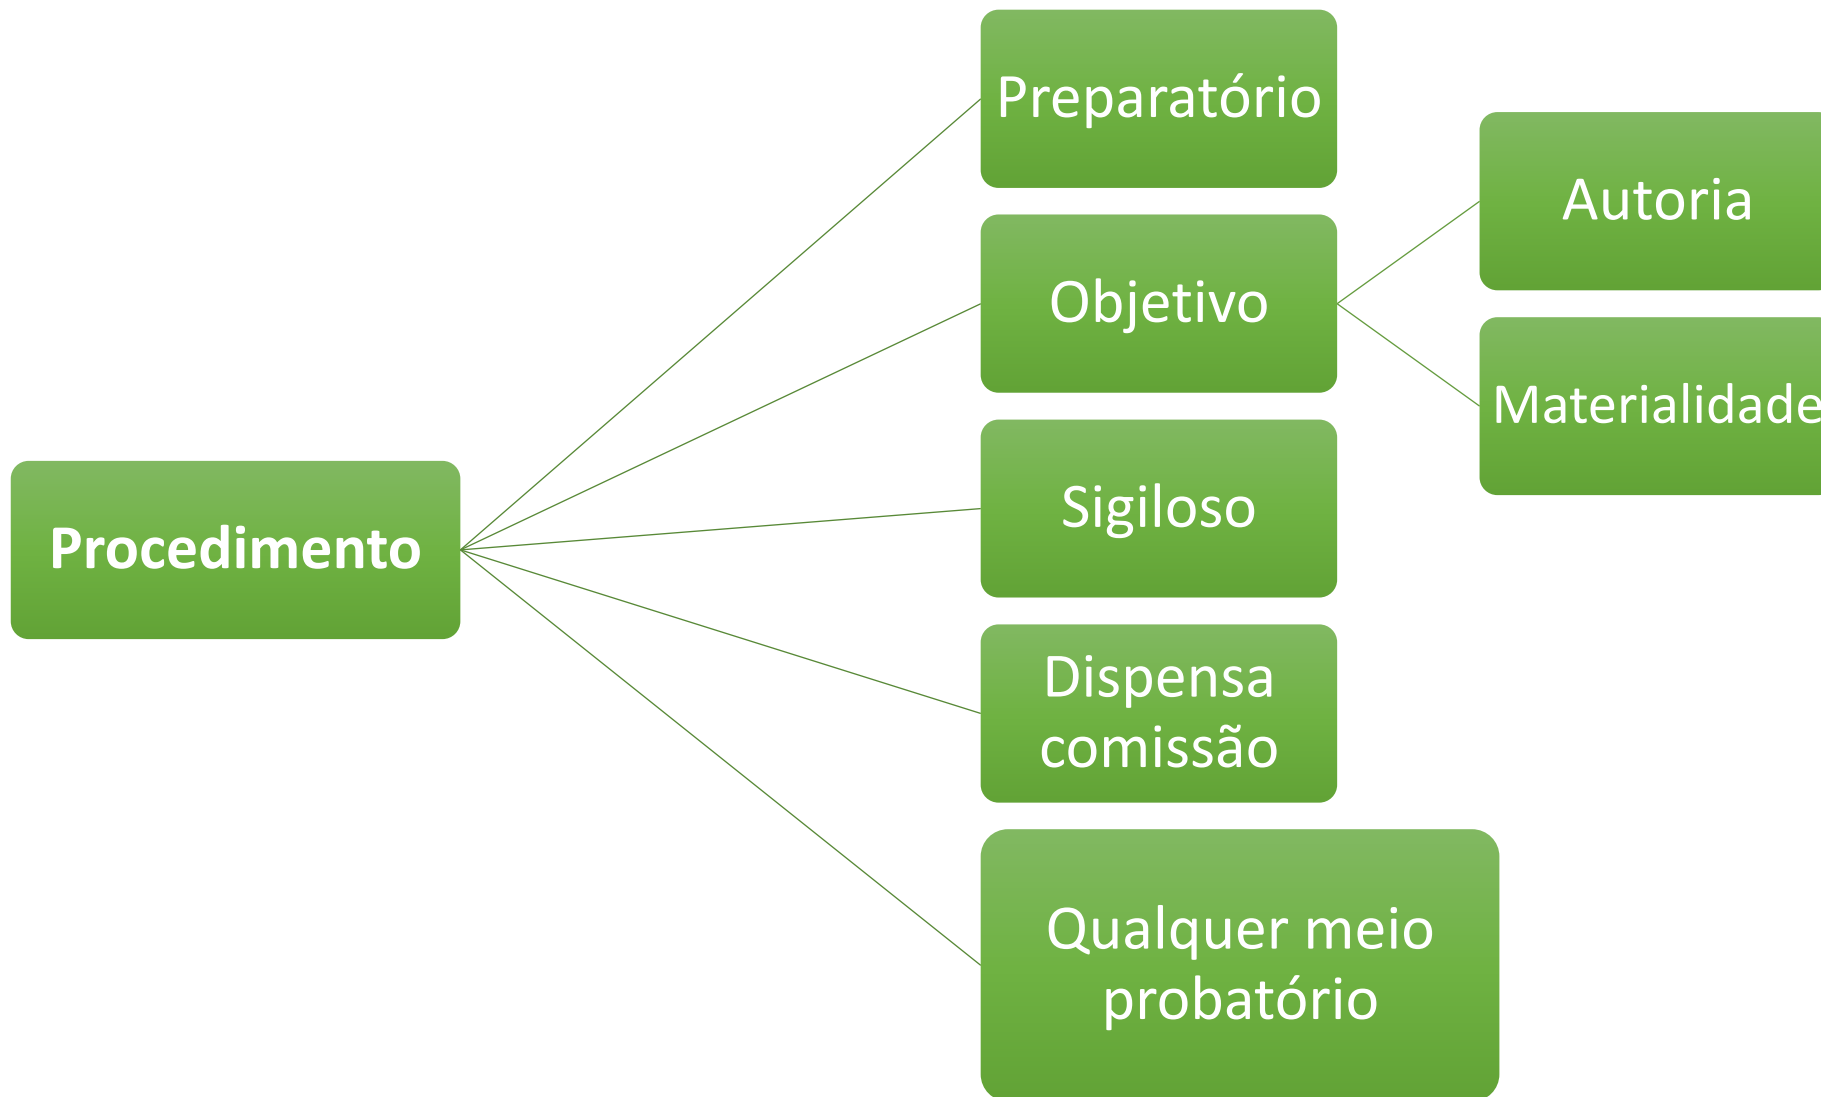 Procedimento
Preparatório
Objetivo
Autoria
Materialidade
Sigiloso
Dispensa
comissão
Qualquer meio
probatório